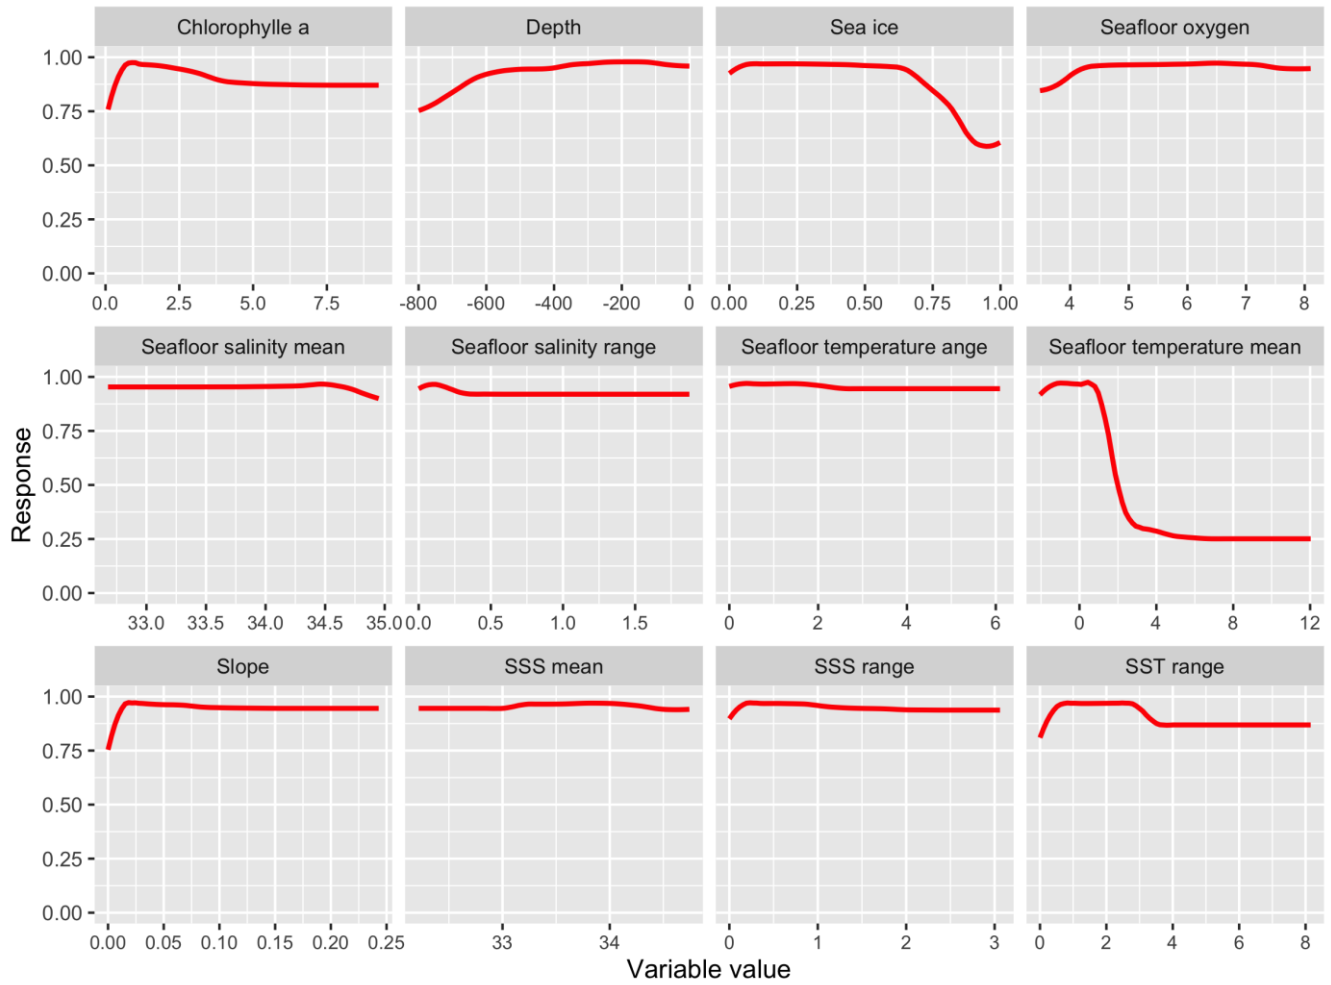 Chlorophylle a Depth Sea ice Seafloor oxygen
1.00
0.75
0.50
0.25
0.00
0.0 2.5 5.0 7.5 -800 -600 -400 -200 0 0.00 0.25 0.50 0.75 1.00 4 5 6 7 8
Seafloor salinity mean Seafloor salinity range Seafloor temperature ange Seafloor temperature mean
1.00
0.75
0.50
0.25
0.00
33.0 33.5 34.0 34.5 35.0 0.0 0.5 1.0 1.5 0 2 4 6 0 4 8 12
Response
Slope SSS mean SSS range SST range
1.00
0.75
0.50
0.25
0.00
0.00 0.05 0.10 0.15 0.20 0.25 33 34 0 1 2 3 0 2 4 6 8
Variable value